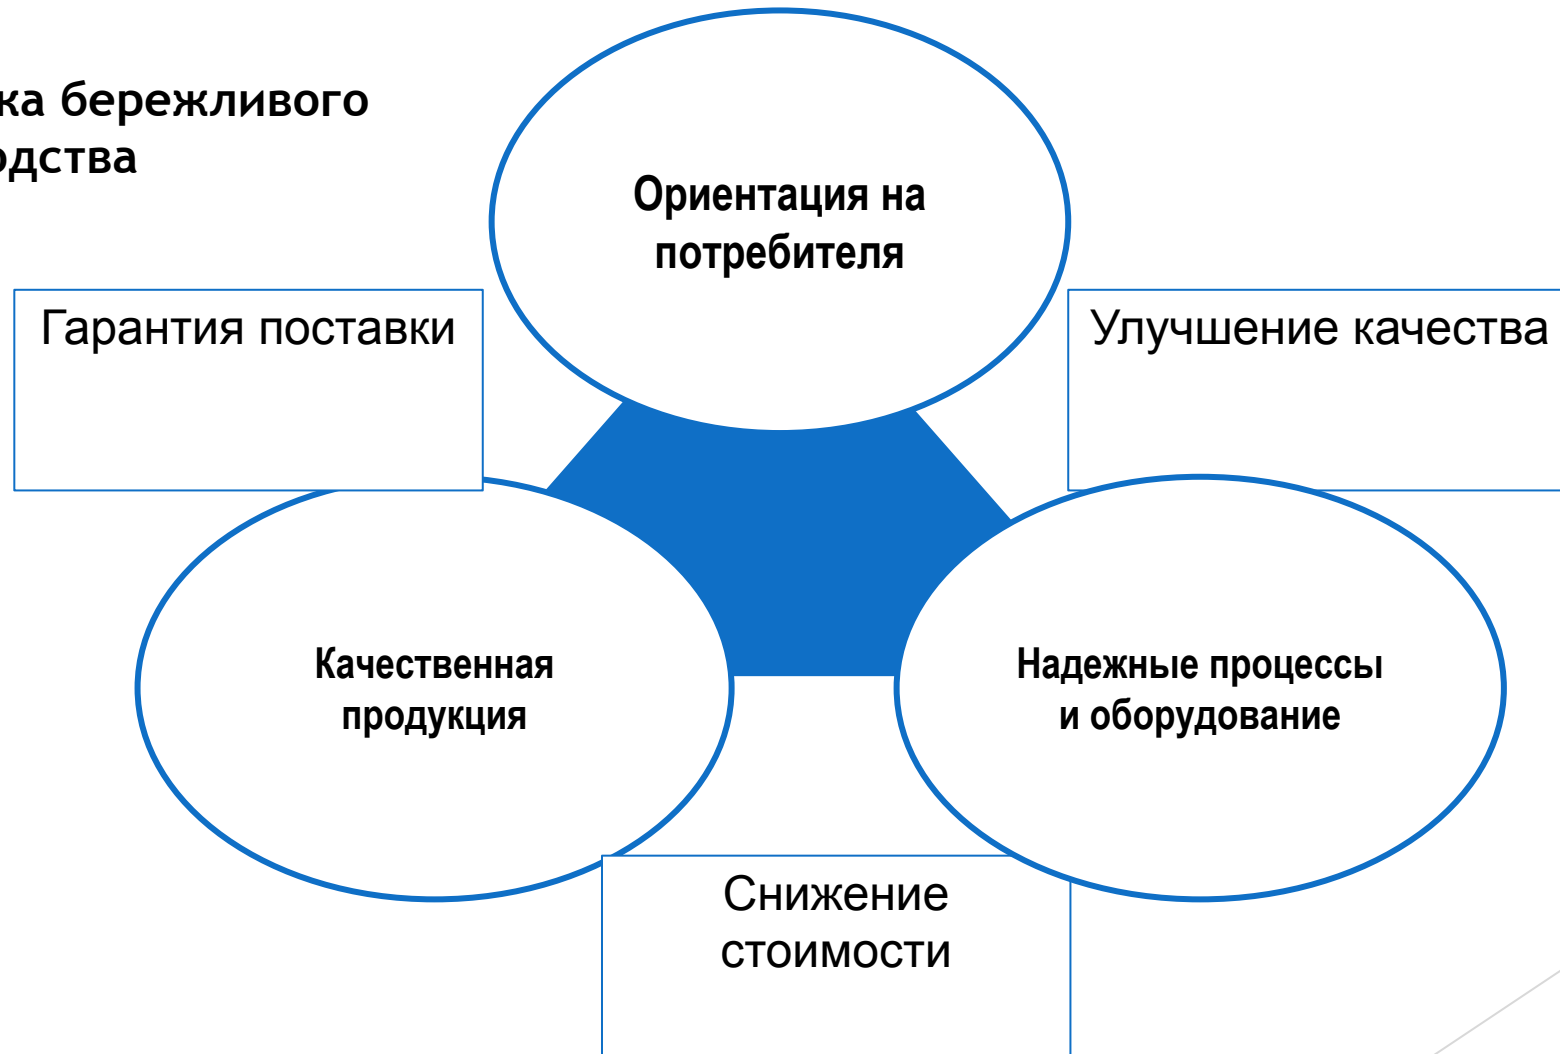 ка бережливого
одства
Ориентация на
потребителя
Гарантия поставки
Улучшение качества
Качественная
продукция
Надежные процессы
и оборудование
Снижение
стоимости